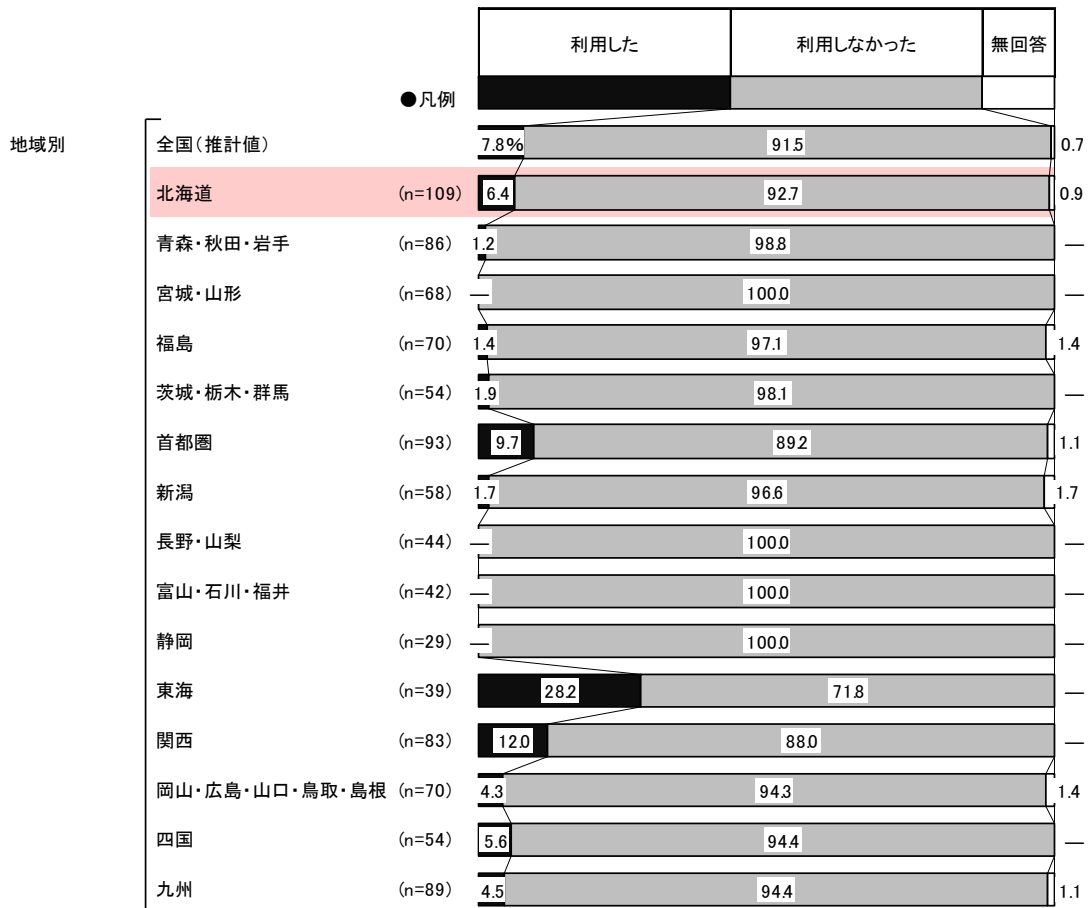 利用した 利用しなかった 無回答
●凡例
地域別 全国(推計値) 7.8% 91.5 0.7
北海道 (n=109) 6.4 92.7 0.9
青森・秋田・岩手 (n=86) 1.2 98.8 —
宮城・山形 (n=68) — 100.0 —
福島 (n=70) 1.4 97.1 1.4
茨城・栃木・群馬 (n=54) 1.9 98.1 —
首都圏 (n=93) 9.7 89.2 1.1
新潟 (n=58) 1.7 96.6 1.7
長野・山梨 (n=44) — 100.0 —
富山・石川・福井 (n=42) — 100.0 —
静岡 (n=29) — 100.0 —
東海 (n=39) 28.2 71.8 —
関西 (n=83) 12.0 88.0 —
岡山・広島・山口・鳥取・島根 (n=70) 4.3 94.3 1.4
四国 (n=54) 5.6 94.4 —
九州 (n=89) 4.5 94.4 1.1